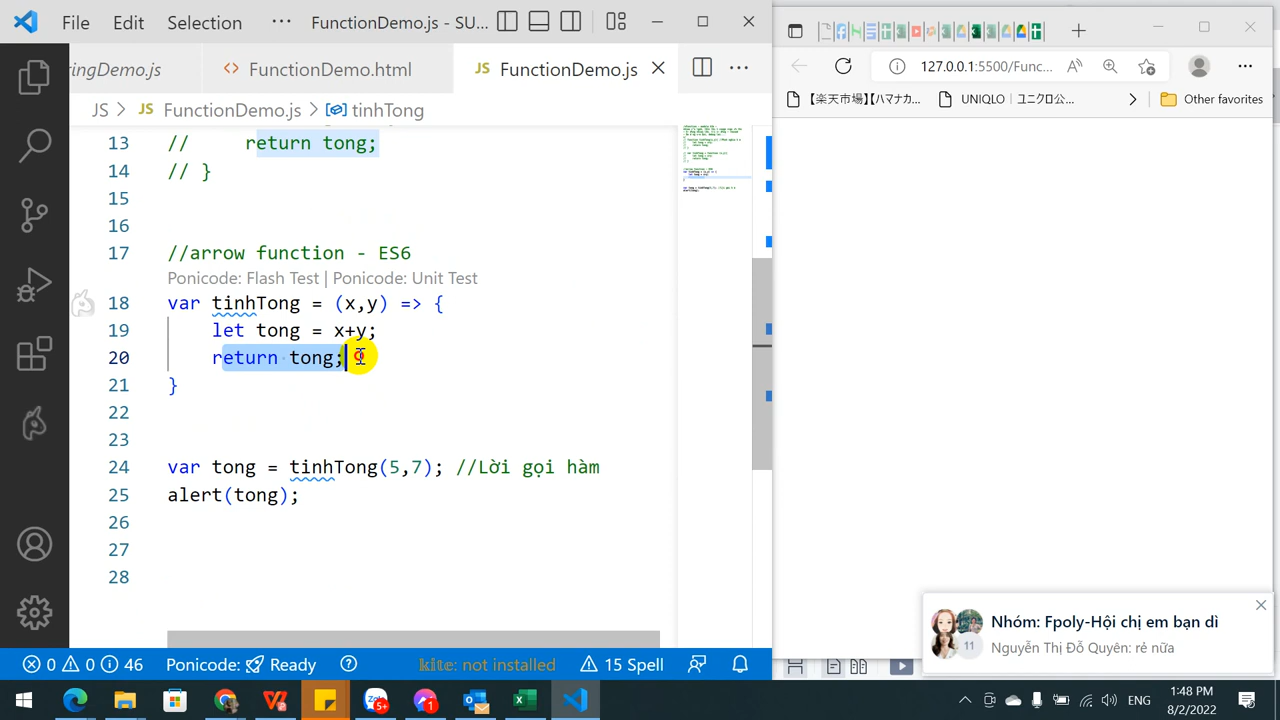 File Edit Selection ··· FunctionDemo.js - SU...
ringDemo.js <> FunctionDemo.html JS FunctionDemo.js
JS > JS FunctionDemo.js > tinhTong
13 return tong;
14 // }
15
16
17 //arrow function - ES6
Ponicode: Flash Test | Ponicode: Unit Test
18 var tinhTong = (x,y) => {
19 let tong = x+y;
20 return tong;
21 }
22
23
24 var tong = tinhTong(5,7); //Lời gọi hàm
25 alert(tong);
26
27
28
0 0 46 Ponicode: Ready kite: not installed 15 Spell
127.0.0.1:5500/Func...
【楽天市場】【ハマナカ... UNIQLO | ユニクロ公... Other favorites
Nhóm: Fpoly-Hội chị em bạn dì
11 Nguyễn Thị Đỗ Quyên: rẻ nữa
5+ 1 ENG 1:48 PM
8/2/2022